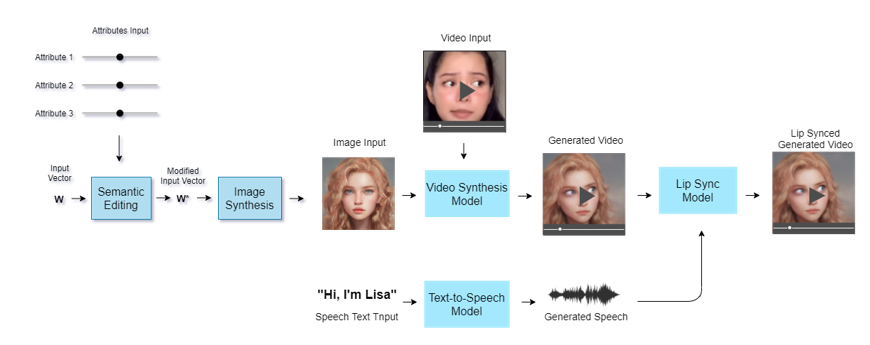 Attributes Input
Attribute 1
Attribute 2
Attribute 3
Input
Vector
W
Semantic
Editing
Modified
Input Vector
W*
Image
Synthesis
Image Input
Video Input
Video Synthesis
Model
Generated Video
Lip Sync
Model
Lip Synced
Generated Video
"Hi, I'm Lisa"
Speech Text Tnput
Text-to-Speech
Model
Generated Speech